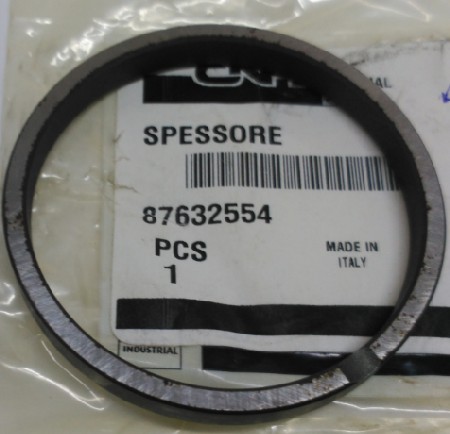 SPESSORE
87632554
PCS
MADE IN
ITALY
1
INDUSTRIAL